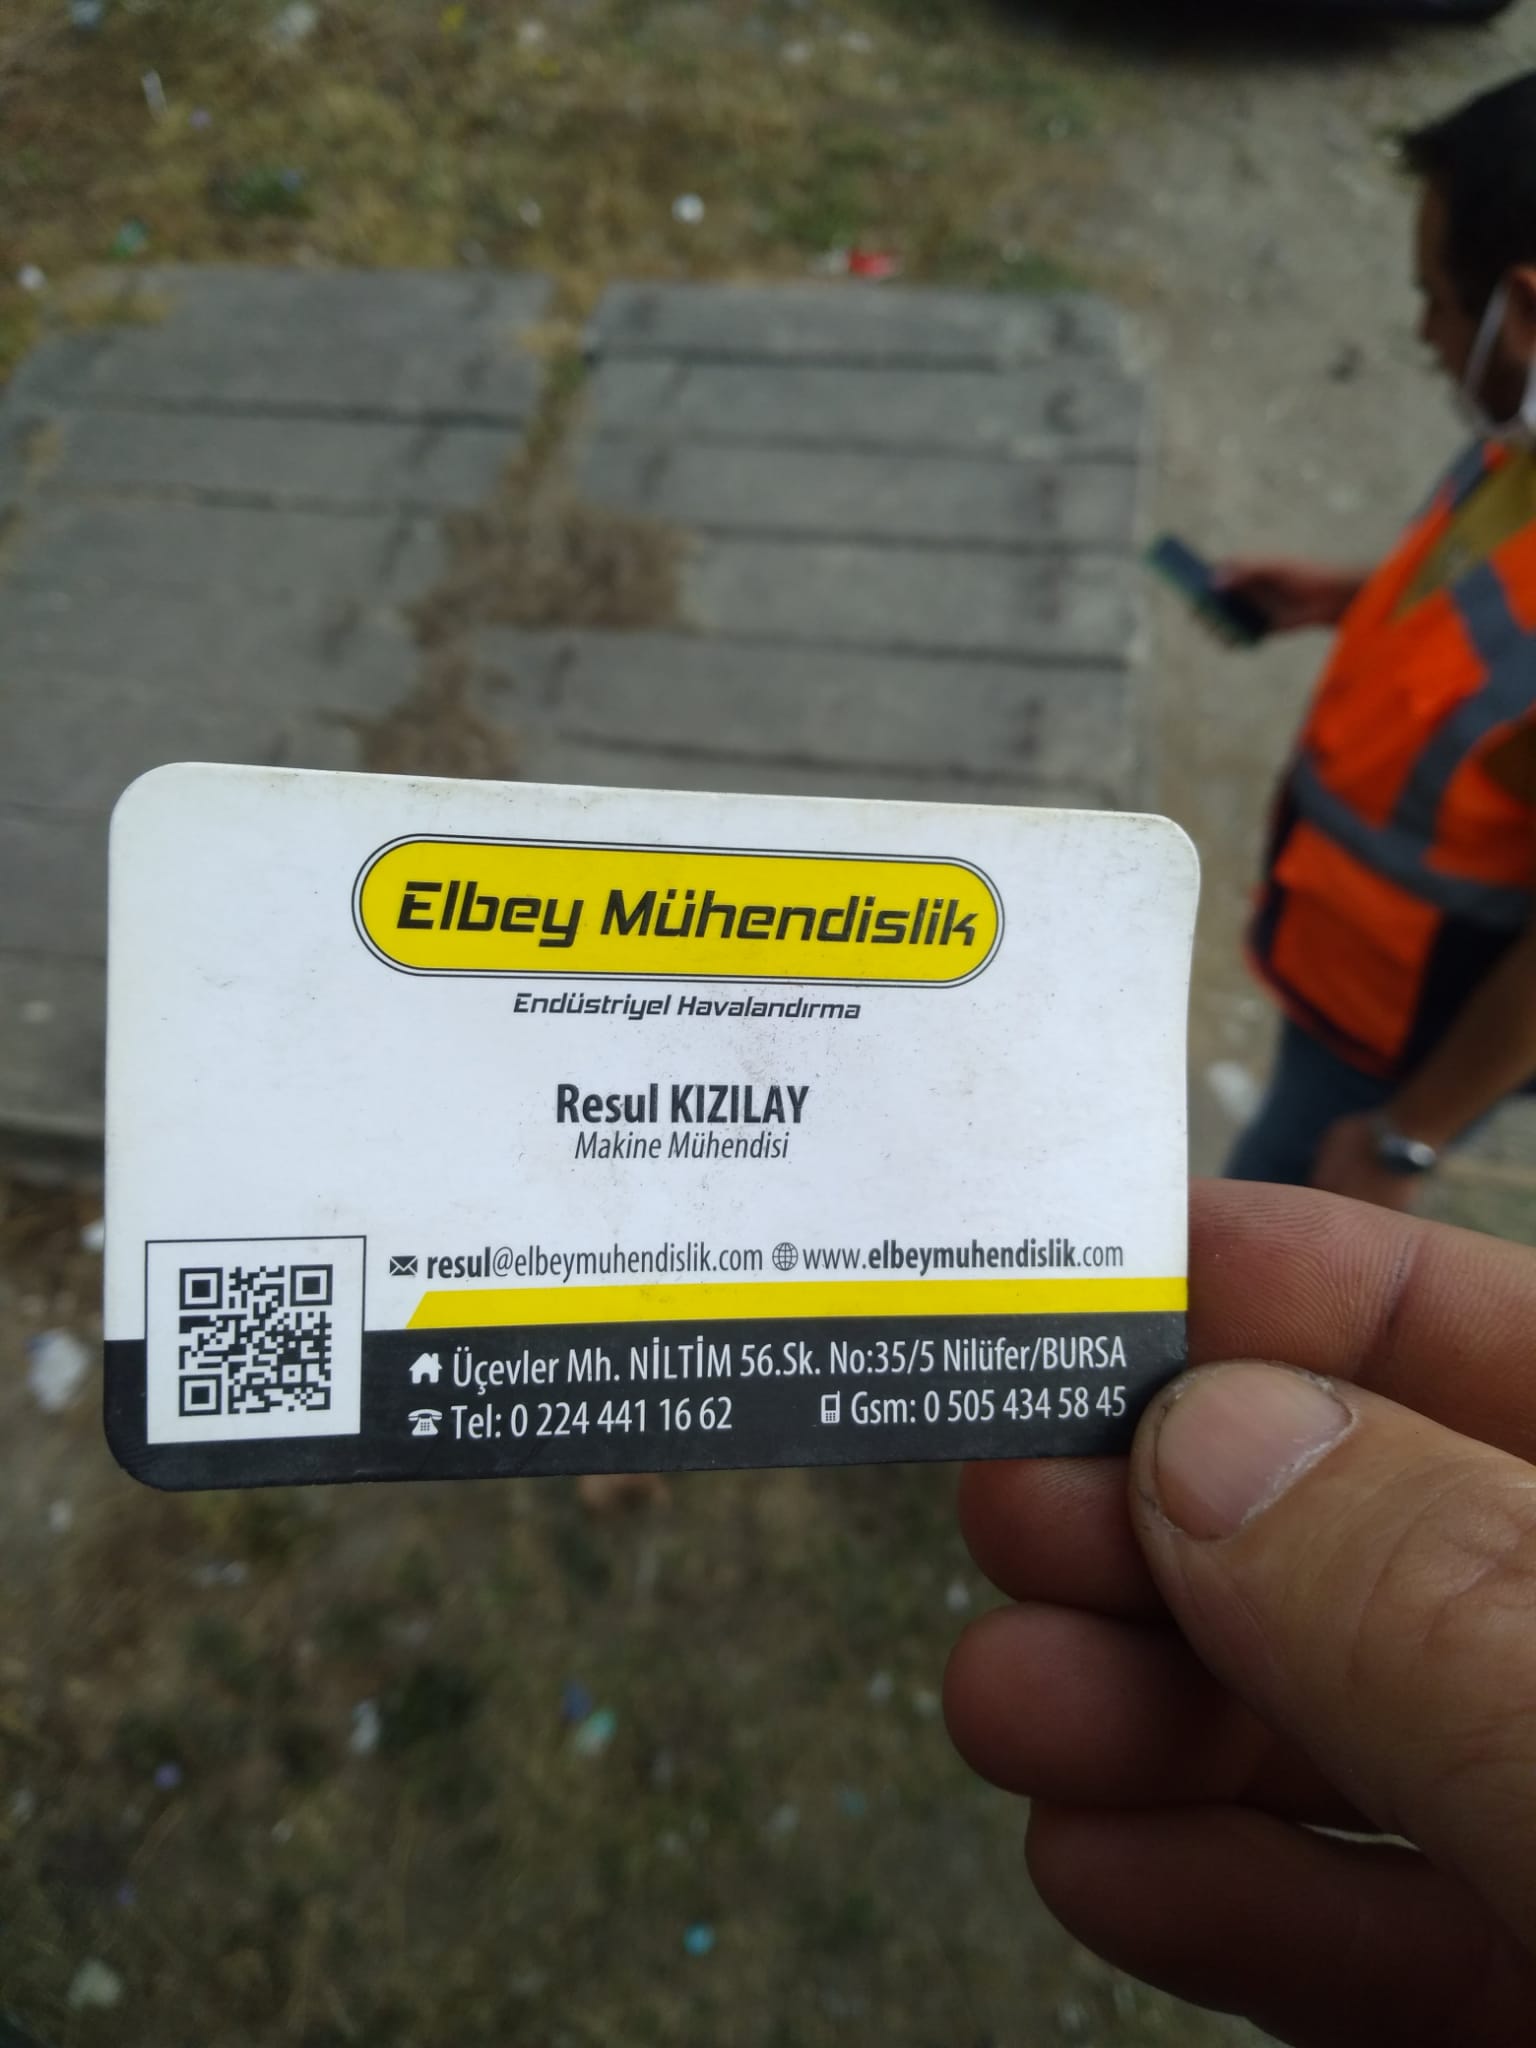 Elbey Mühendislik
Endüstriyel Havalandırma
Resul KIZILAY
Makine Mühendisi
resul@elbeymuhendislik.com www.elbeymuhendislik.com
Üçevler Mh. NİLTİM 56.Sk. No:35/5 Nilüfer/BURSA
Tel: 0 224 441 16 62 Gsm: 0 505 434 58 45